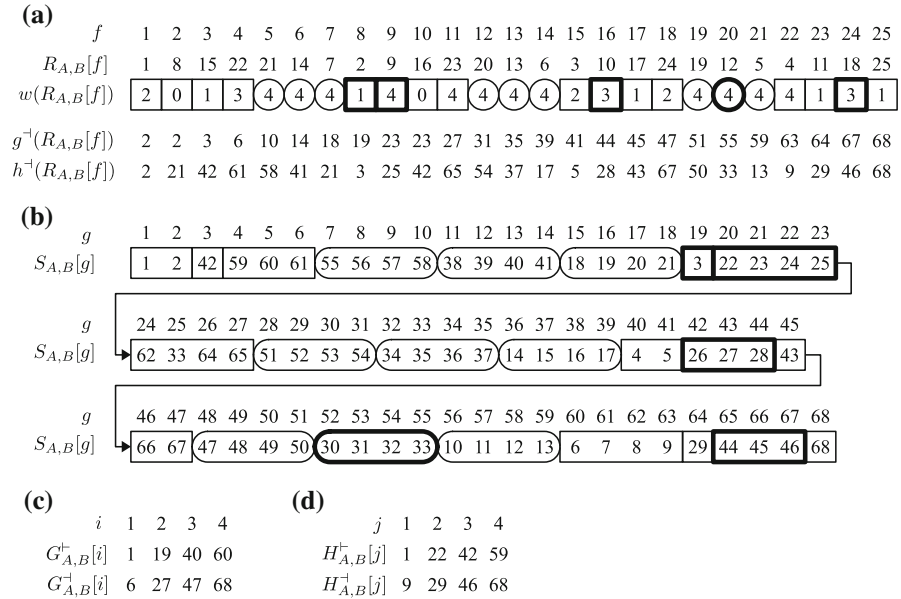 (a)
f 1 2 3 4 5 6 7 8 9 10 11 12 13 14 15 16 17 18 19 20 21 22 23 24 25
R_{A,B}[f] 1 8 15 22 21 14 7 2 9 16 23 20 13 6 3 10 17 24 19 12 5 4 11 18 25
w(R_{A,B}[f]) 2 0 1 3 4 4 4 1 4 0 4 4 4 4 2 3 1 2 4 4 4 4 1 3 1
g^⊣(R_{A,B}[f]) 2 2 3 6 10 14 18 19 23 23 27 31 35 39 41 44 45 47 51 55 59 63 64 67 68
h^⊣(R_{A,B}[f]) 2 21 42 61 58 41 21 3 25 42 65 54 37 17 5 28 43 67 50 33 13 9 29 46 68
(b)
g 1 2 3 4 5 6 7 8 9 10 11 12 13 14 15 16 17 18 19 20 21 22 23
S_{A,B}[g] 1 2 42 59 60 61 55 56 57 58 38 39 40 41 18 19 20 21 3 22 23 24 25
g 24 25 26 27 28 29 30 31 32 33 34 35 36 37 38 39 40 41 42 43 44 45
S_{A,B}[g] 62 33 64 65 51 52 53 54 34 35 36 37 14 15 16 17 4 5 26 27 28 43
g 46 47 48 49 50 51 52 53 54 55 56 57 58 59 60 61 62 63 64 65 66 67 68
S_{A,B}[g] 66 67 47 48 49 50 30 31 32 33 10 11 12 13 6 7 8 9 29 44 45 46 68
(c)
i 1 2 3 4
G^⊢_{A,B}[i] 1 19 40 60
G^⊣_{A,B}[i] 6 27 47 68
(d)
j 1 2 3 4
H^⊢_{A,B}[j] 1 22 42 59
H^⊣_{A,B}[j] 9 29 46 68